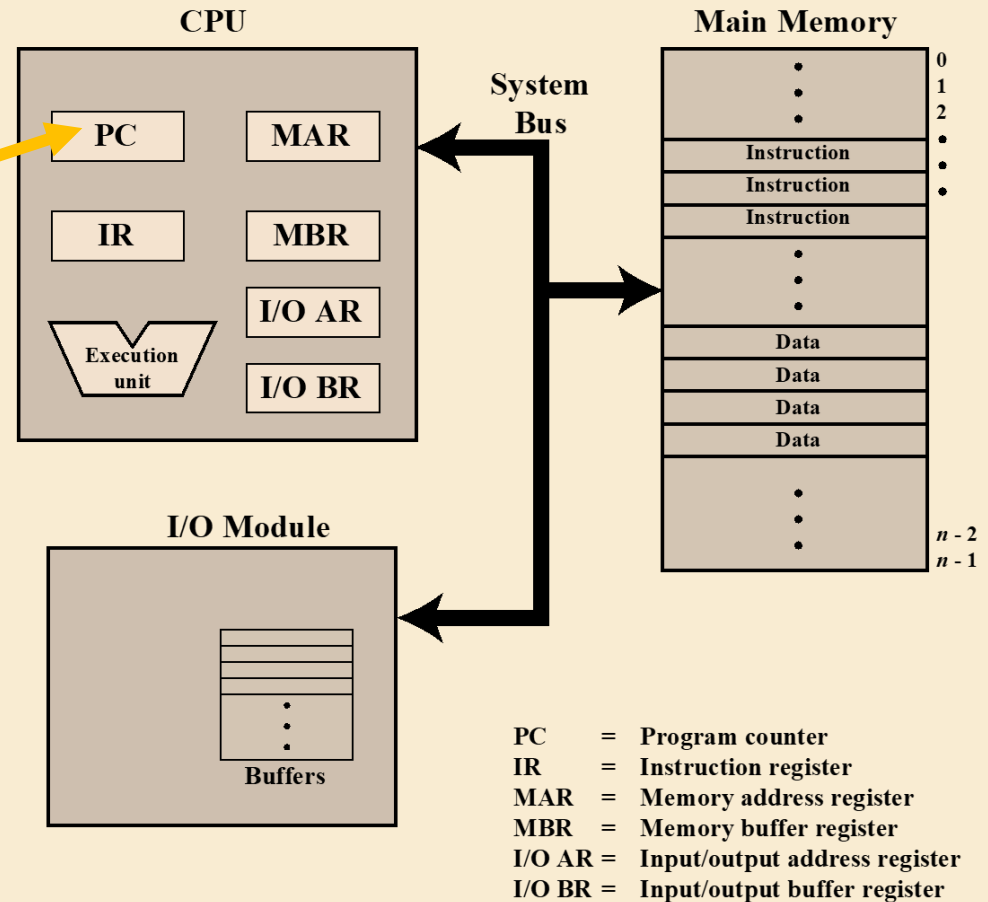 CPU
PC
MAR
IR
MBR
I/O AR
Execution
unit
I/O BR
System
Bus
Main Memory
0
1
2
Instruction
Instruction
Instruction
Data
Data
Data
Data
n - 2
n - 1
I/O Module
Buffers
PC = Program counter
IR = Instruction register
MAR = Memory address register
MBR = Memory buffer register
I/O AR = Input/output address register
I/O BR = Input/output buffer register